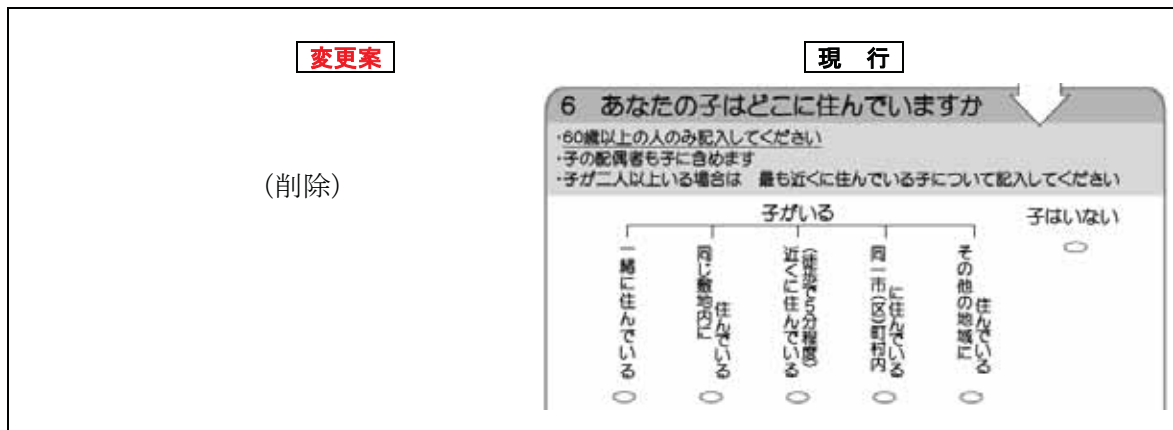 変更案
(削除)
現 行
6 あなたの子はどこに住んでいますか
・60歳以上の人のみ記入してください
・子の配偶者も子に含めます
・子が二人以上いる場合は 最も近くに住んでいる子について記入してください
子がいる
子はいない
一緒に住んでいる
同じ敷地内に
住んでいる
(徒歩で5分程度)
近くに住んでいる
同一市(区)町村内
に住んでいる
その他の地域に
住んでいる